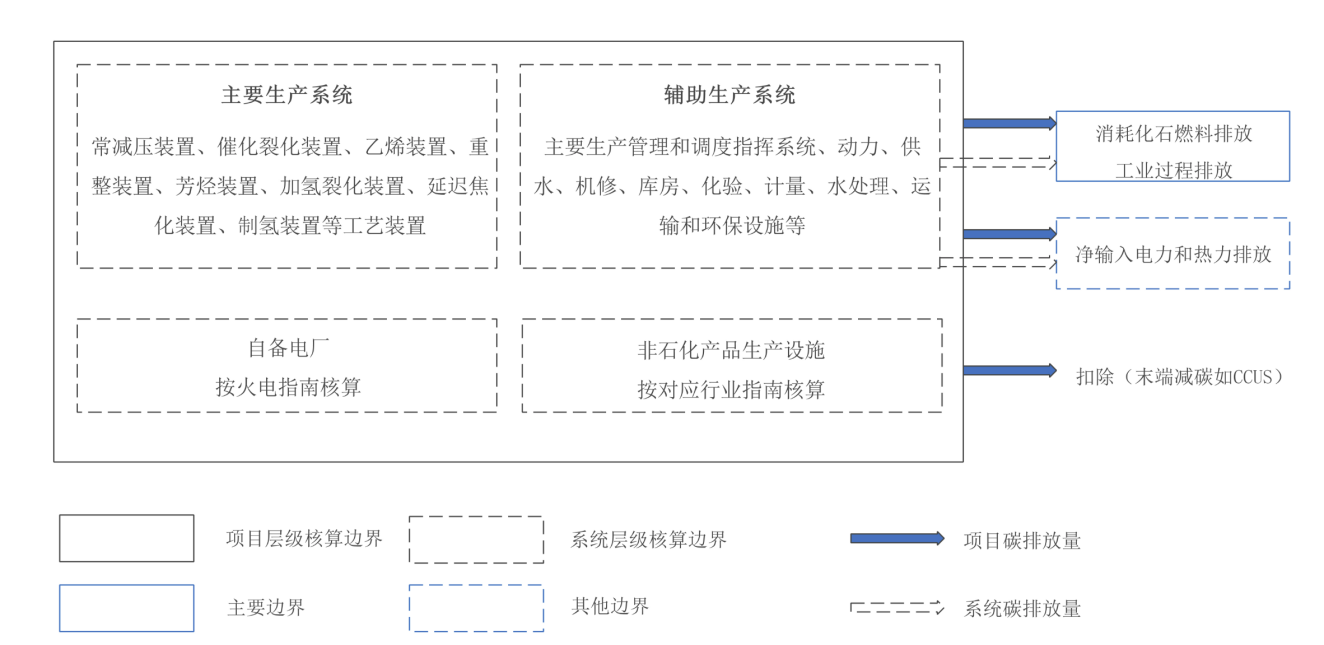 主要生产系统
常减压装置、催化裂化装置、乙烯装置、重
整装置、芳烃装置、加氢裂化装置、延迟焦
化装置、制氢装置等工艺装置
辅助生产系统
主要生产管理和调度指挥系统、动力、供
水、机修、库房、化验、计量、水处理、运
输和环保设施等
消耗化石燃料排放
工业过程排放
净输入电力和热力排放
自备电厂
按火电指南核算
非石化产品生产设施
按对应行业指南核算
扣除（末端减碳如CCUS）
项目层级核算边界
系统层级核算边界
项目碳排放量
主要边界
其他边界
系统碳排放量